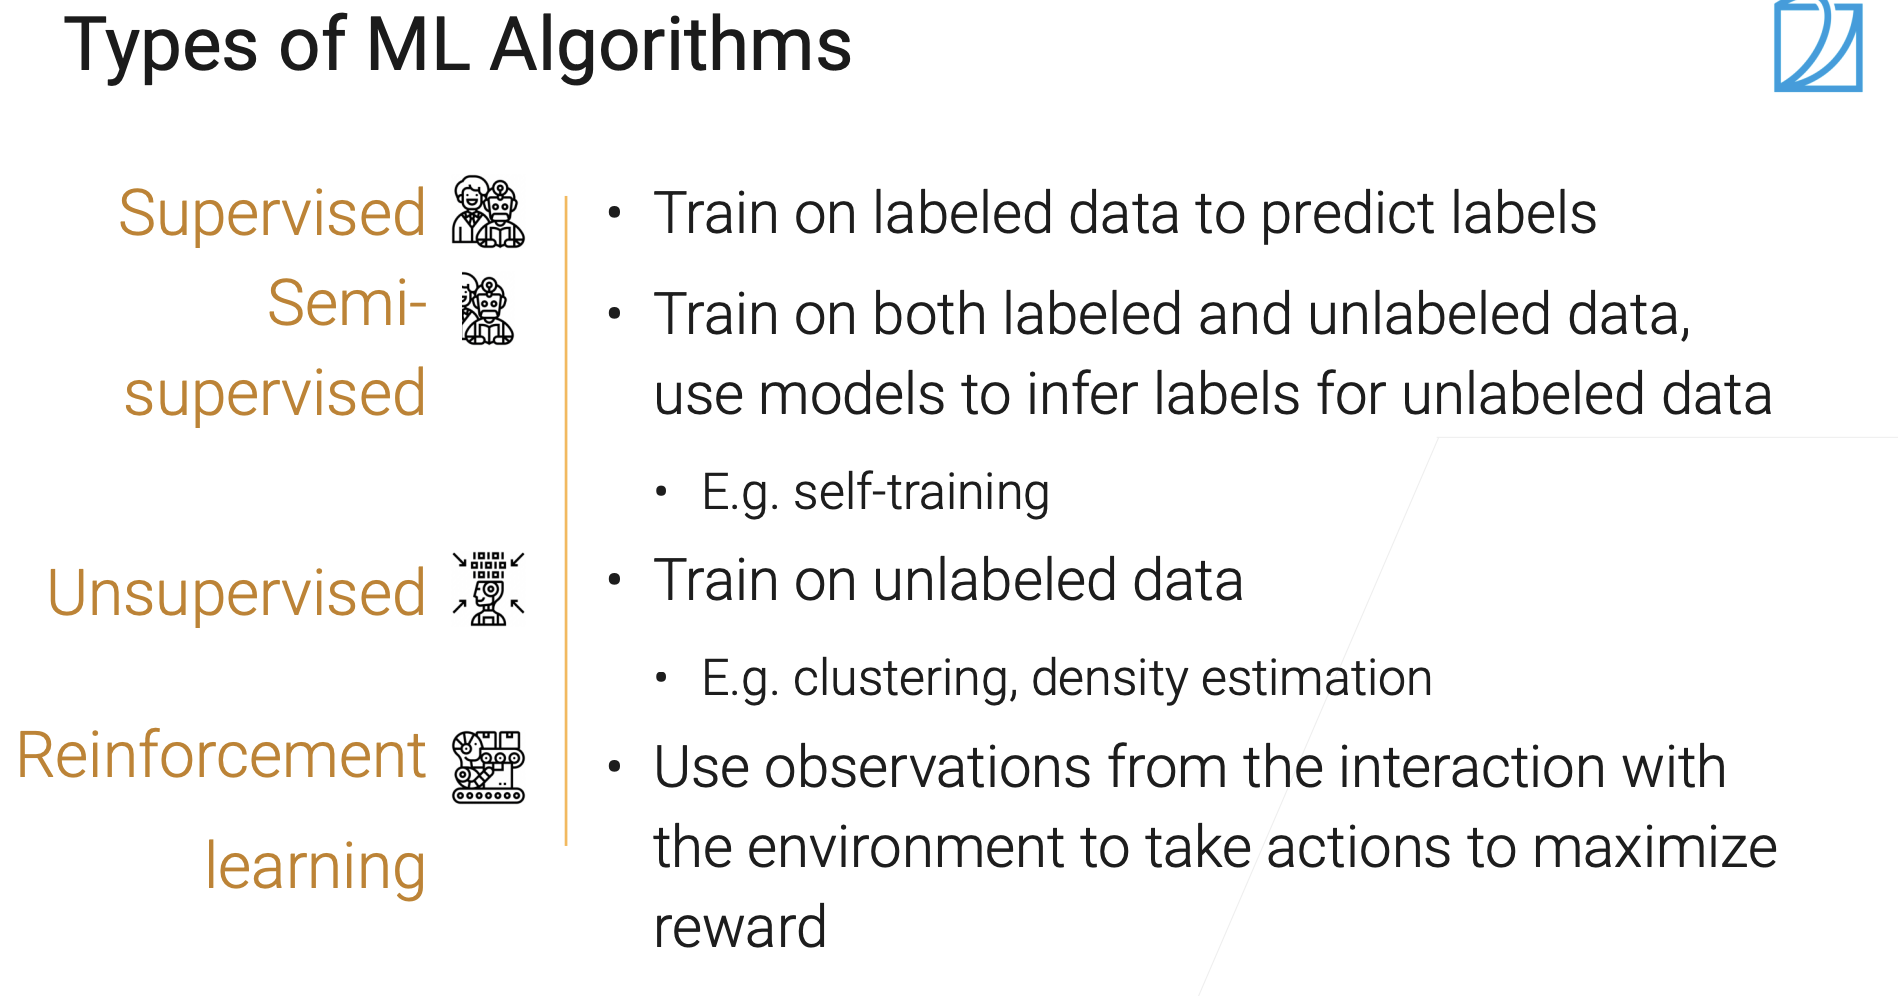 Types of ML Algorithms
Supervised
• Train on labeled data to predict labels
Semi-
supervised
• Train on both labeled and unlabeled data,
use models to infer labels for unlabeled data
• E.g. self-training
Unsupervised
• Train on unlabeled data
• E.g. clustering, density estimation
Reinforcement
learning
• Use observations from the interaction with
the environment to take actions to maximize
reward